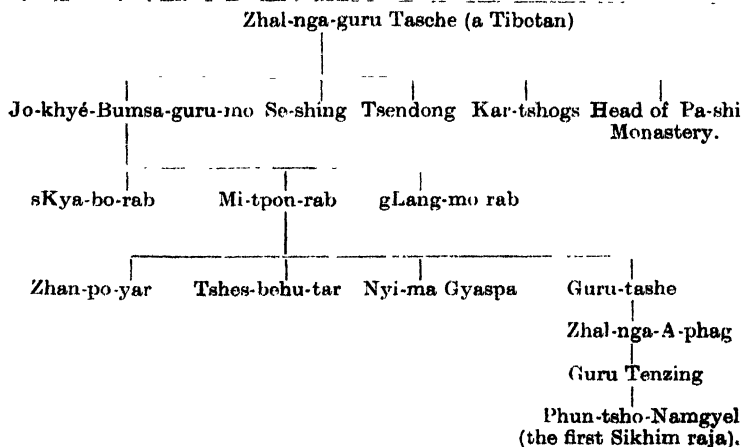 Zhal-nga-guru Tasche (a Tibotan)
Jo-khyé-Bumsa-guru-mo Se-shing Tsendong Kar-tshogs Head of Pa-shi
Monastery.
sKya-bo-rab Mi-tpon-rab gLang-mo rab
Zhan-po-yar Tshes-bchu-tar Nyi-ma Gyaspa Guru-tashe
Zhal-nga-A-phag
Guru Tenzing
Phun-tsho-Namgyel
(the first Sikhim raja).